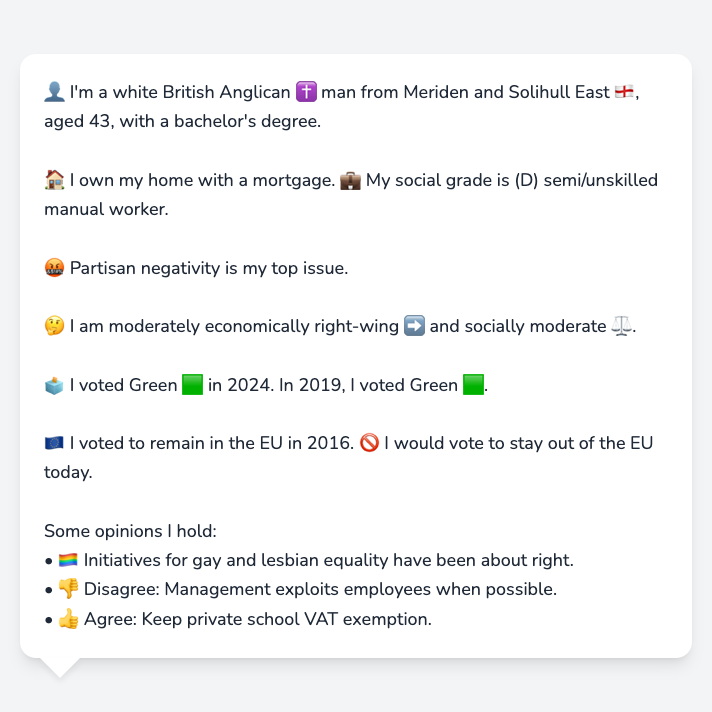 👤 I'm a white British Anglican ✝️ man from Meriden and Solihull East 🏴󠁧󠁢󠁥󠁮󠁧󠁿,
aged 43, with a bachelor's degree.
🏠 I own my home with a mortgage. 💼 My social grade is (D) semi/unskilled
manual worker.
🤬 Partisan negativity is my top issue.
🤔 I am moderately economically right-wing ➡️ and socially moderate ⚖️.
🗳️ I voted Green 🟩 in 2024. In 2019, I voted Green 🟩.
🇪🇺 I voted to remain in the EU in 2016. 🚫 I would vote to stay out of the EU
today.
Some opinions I hold:
• 🏳️‍🌈 Initiatives for gay and lesbian equality have been about right.
• 👎 Disagree: Management exploits employees when possible.
• 👍 Agree: Keep private school VAT exemption.